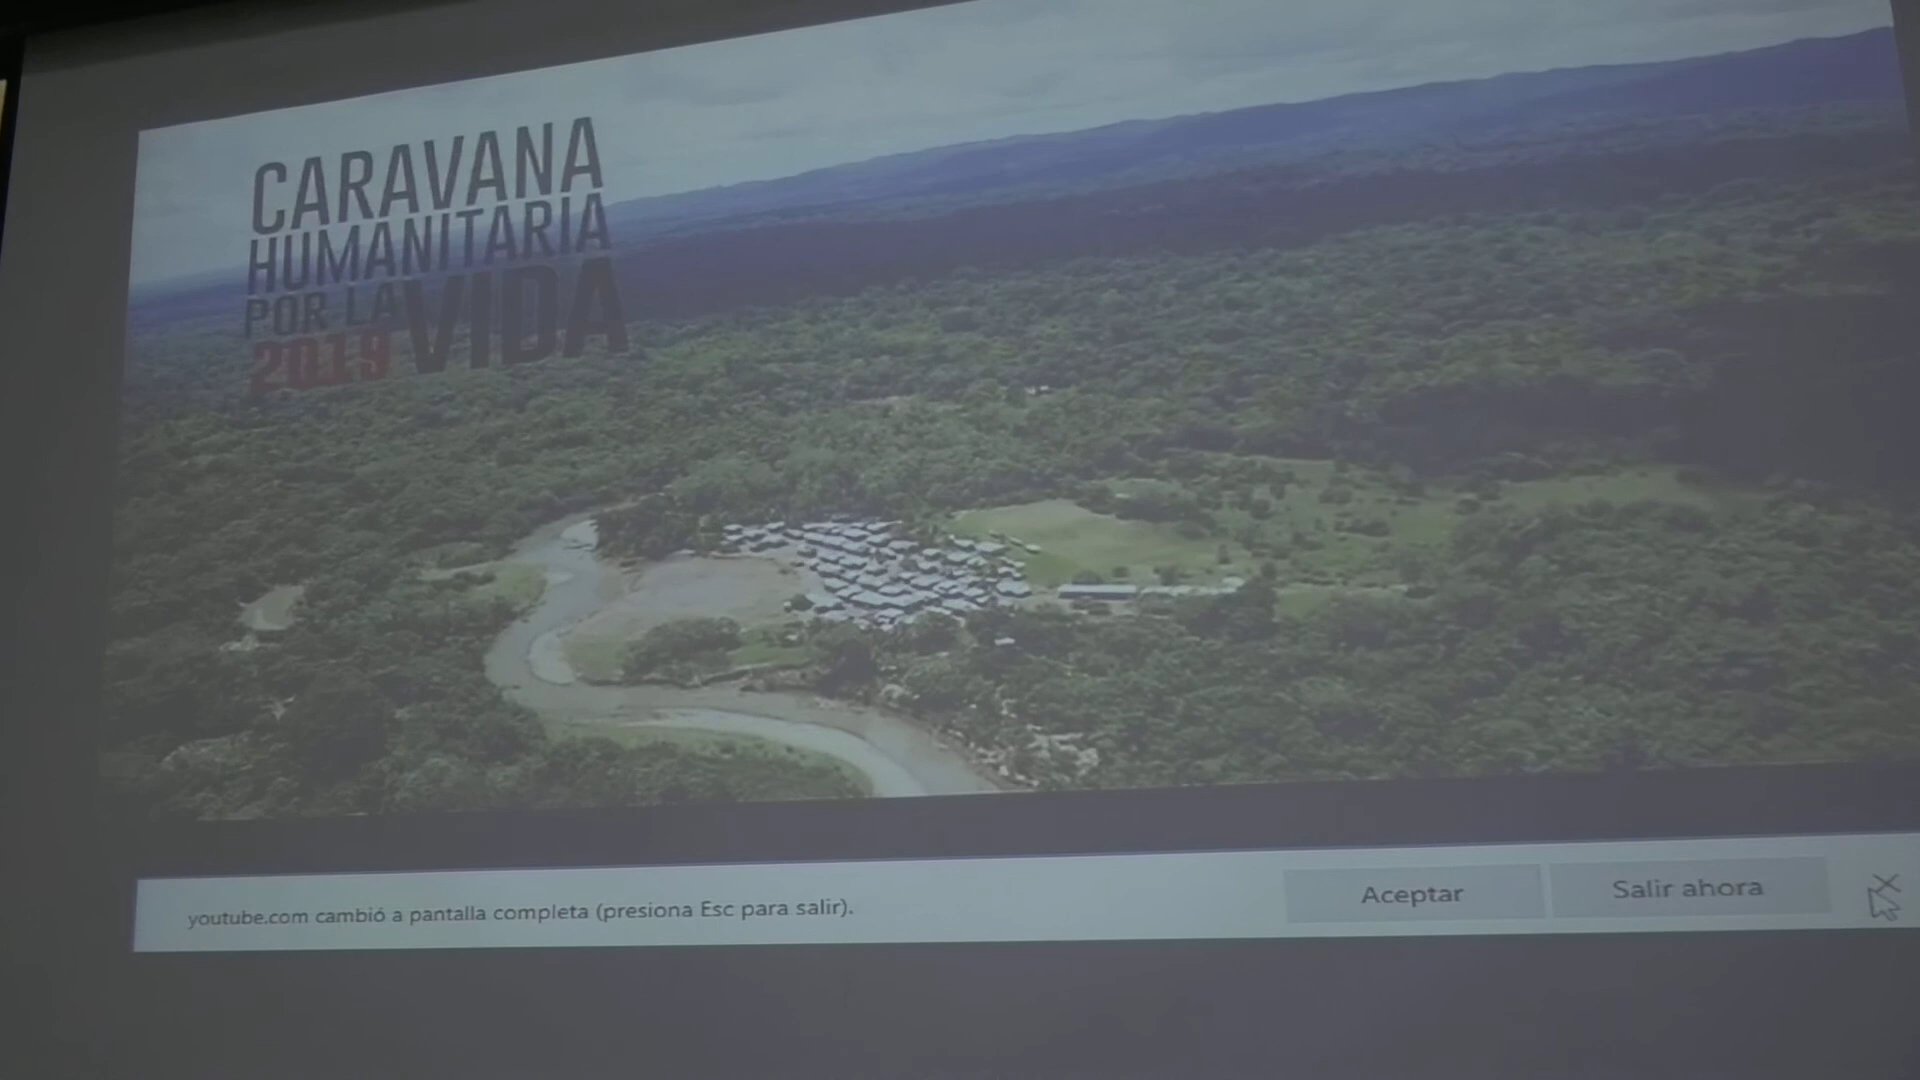 CARAVANA
HUMANITARIA
POR LA VIDA
2019
youtube.com cambió a pantalla completa (presiona Esc para salir).
Aceptar
Salir ahora